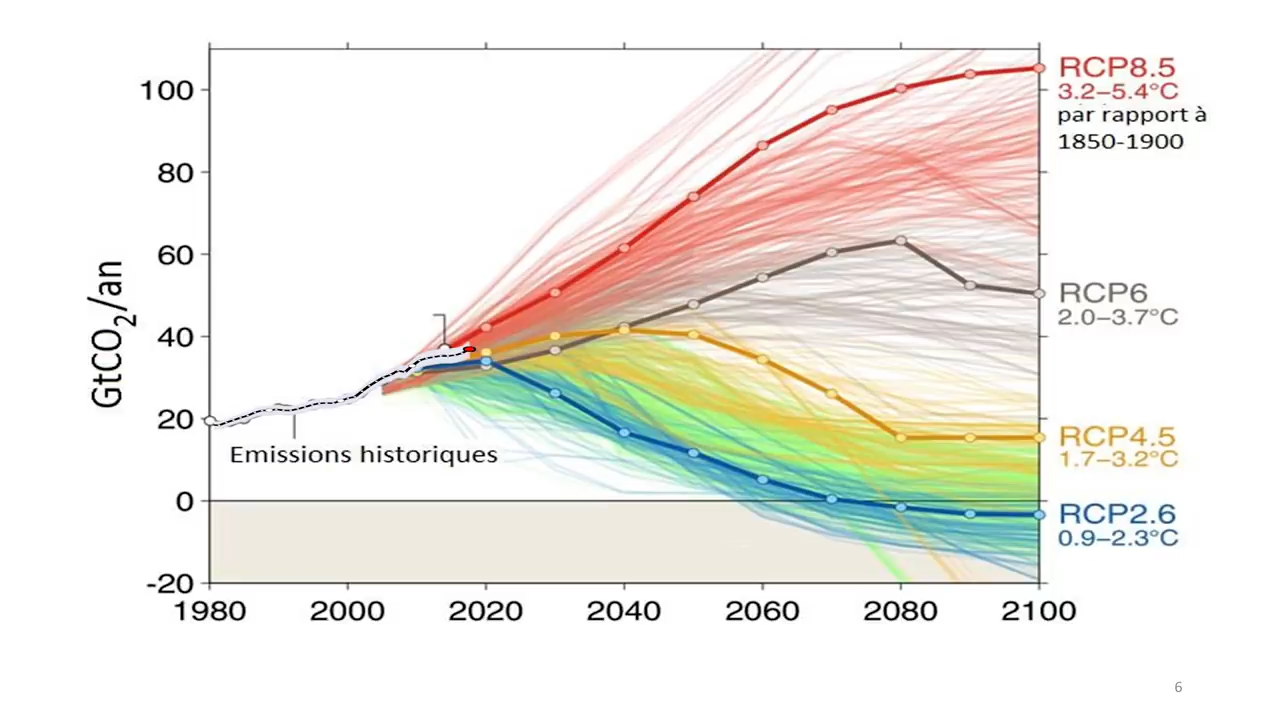 GtCO2/an
100
80
60
40
20
0
-20
1980 2000 2020 2040 2060 2080 2100
Emissions historiques
RCP8.5
3.2–5.4°C
par rapport à
1850-1900
RCP6
2.0–3.7°C
RCP4.5
1.7–3.2°C
RCP2.6
0.9–2.3°C
6